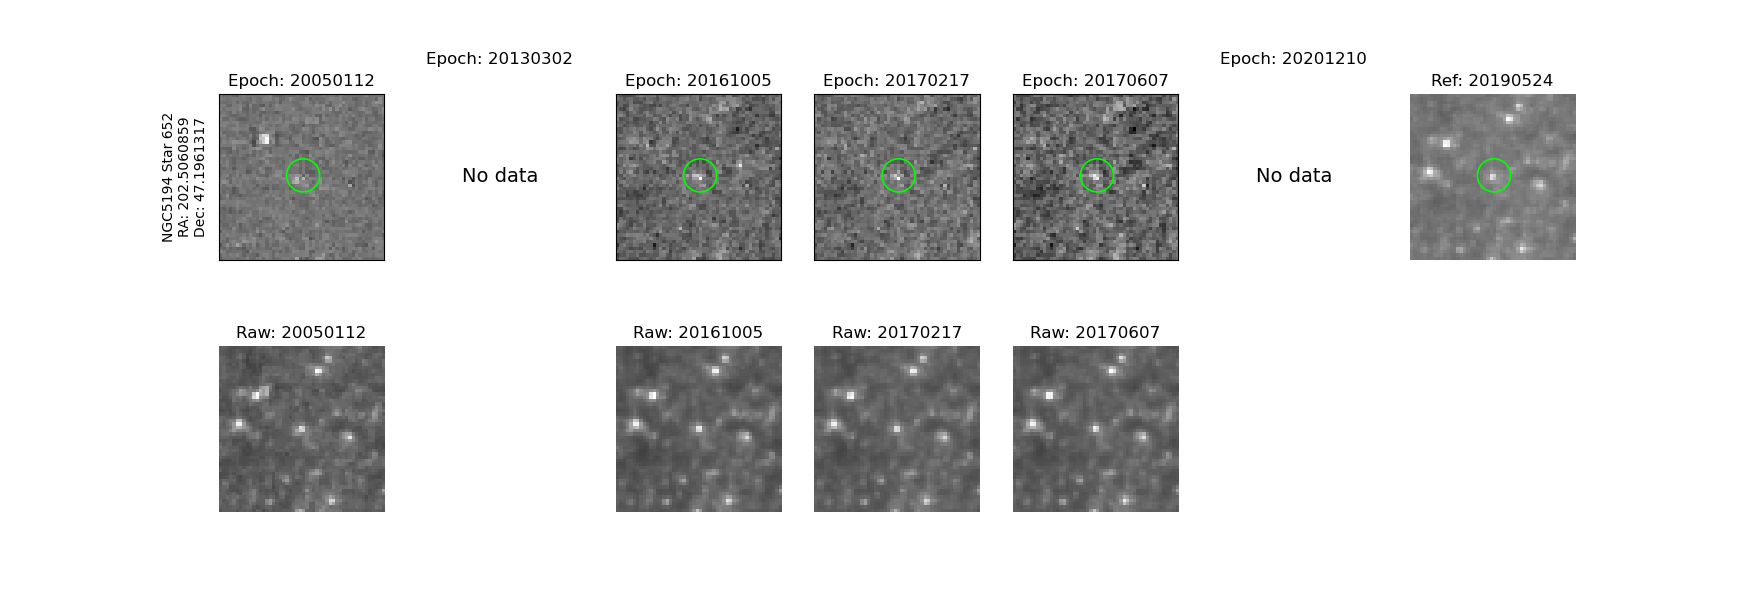 Epoch: 20130302
Epoch: 20201210
Epoch: 20050112
Epoch: 20161005
Epoch: 20170217
Epoch: 20170607
Ref: 20190524
NGC5194 Star 652
RA: 202.5060859
Dec: 47.1961317
No data
No data
Raw: 20050112
Raw: 20161005
Raw: 20170217
Raw: 20170607